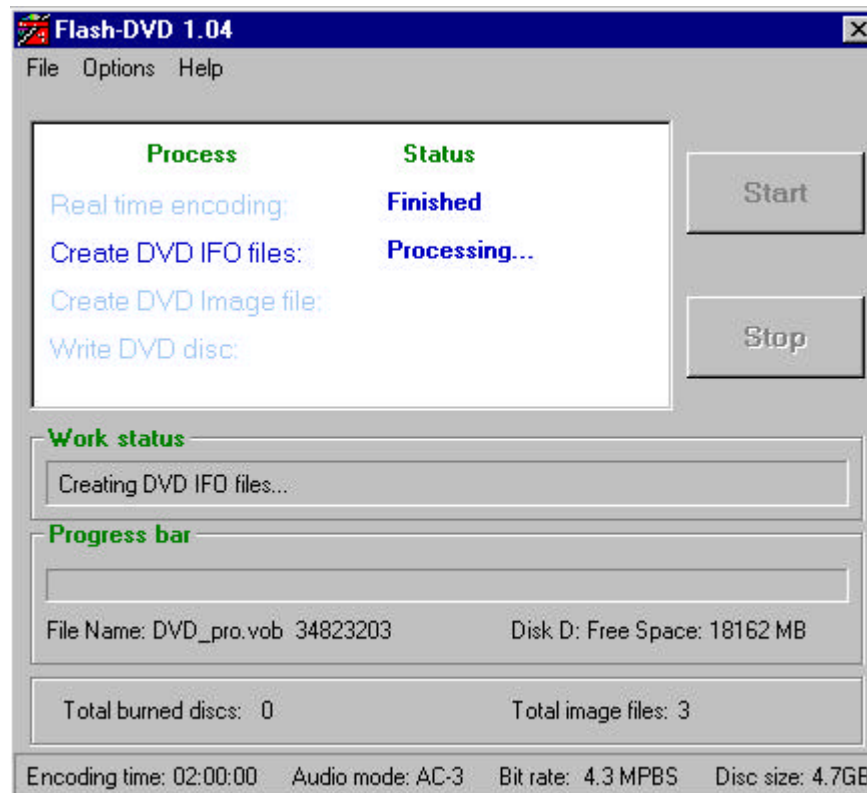 Flash-DVD 1.04
File Options Help
Process Status
Real time encoding: Finished
Start
Create DVD IFO files: Processing...
Create DVD Image file:
Stop
Write DVD disc:
Work status
Creating DVD IFO files...
Progress bar
File Name: DVD_pro.vob 34823203 Disk D: Free Space: 18162 MB
Total burned discs: 0 Total image files: 3
Encoding time: 02:00:00 Audio mode: AC-3 Bit rate: 4.3 MPBS Disc size: 4.7GB